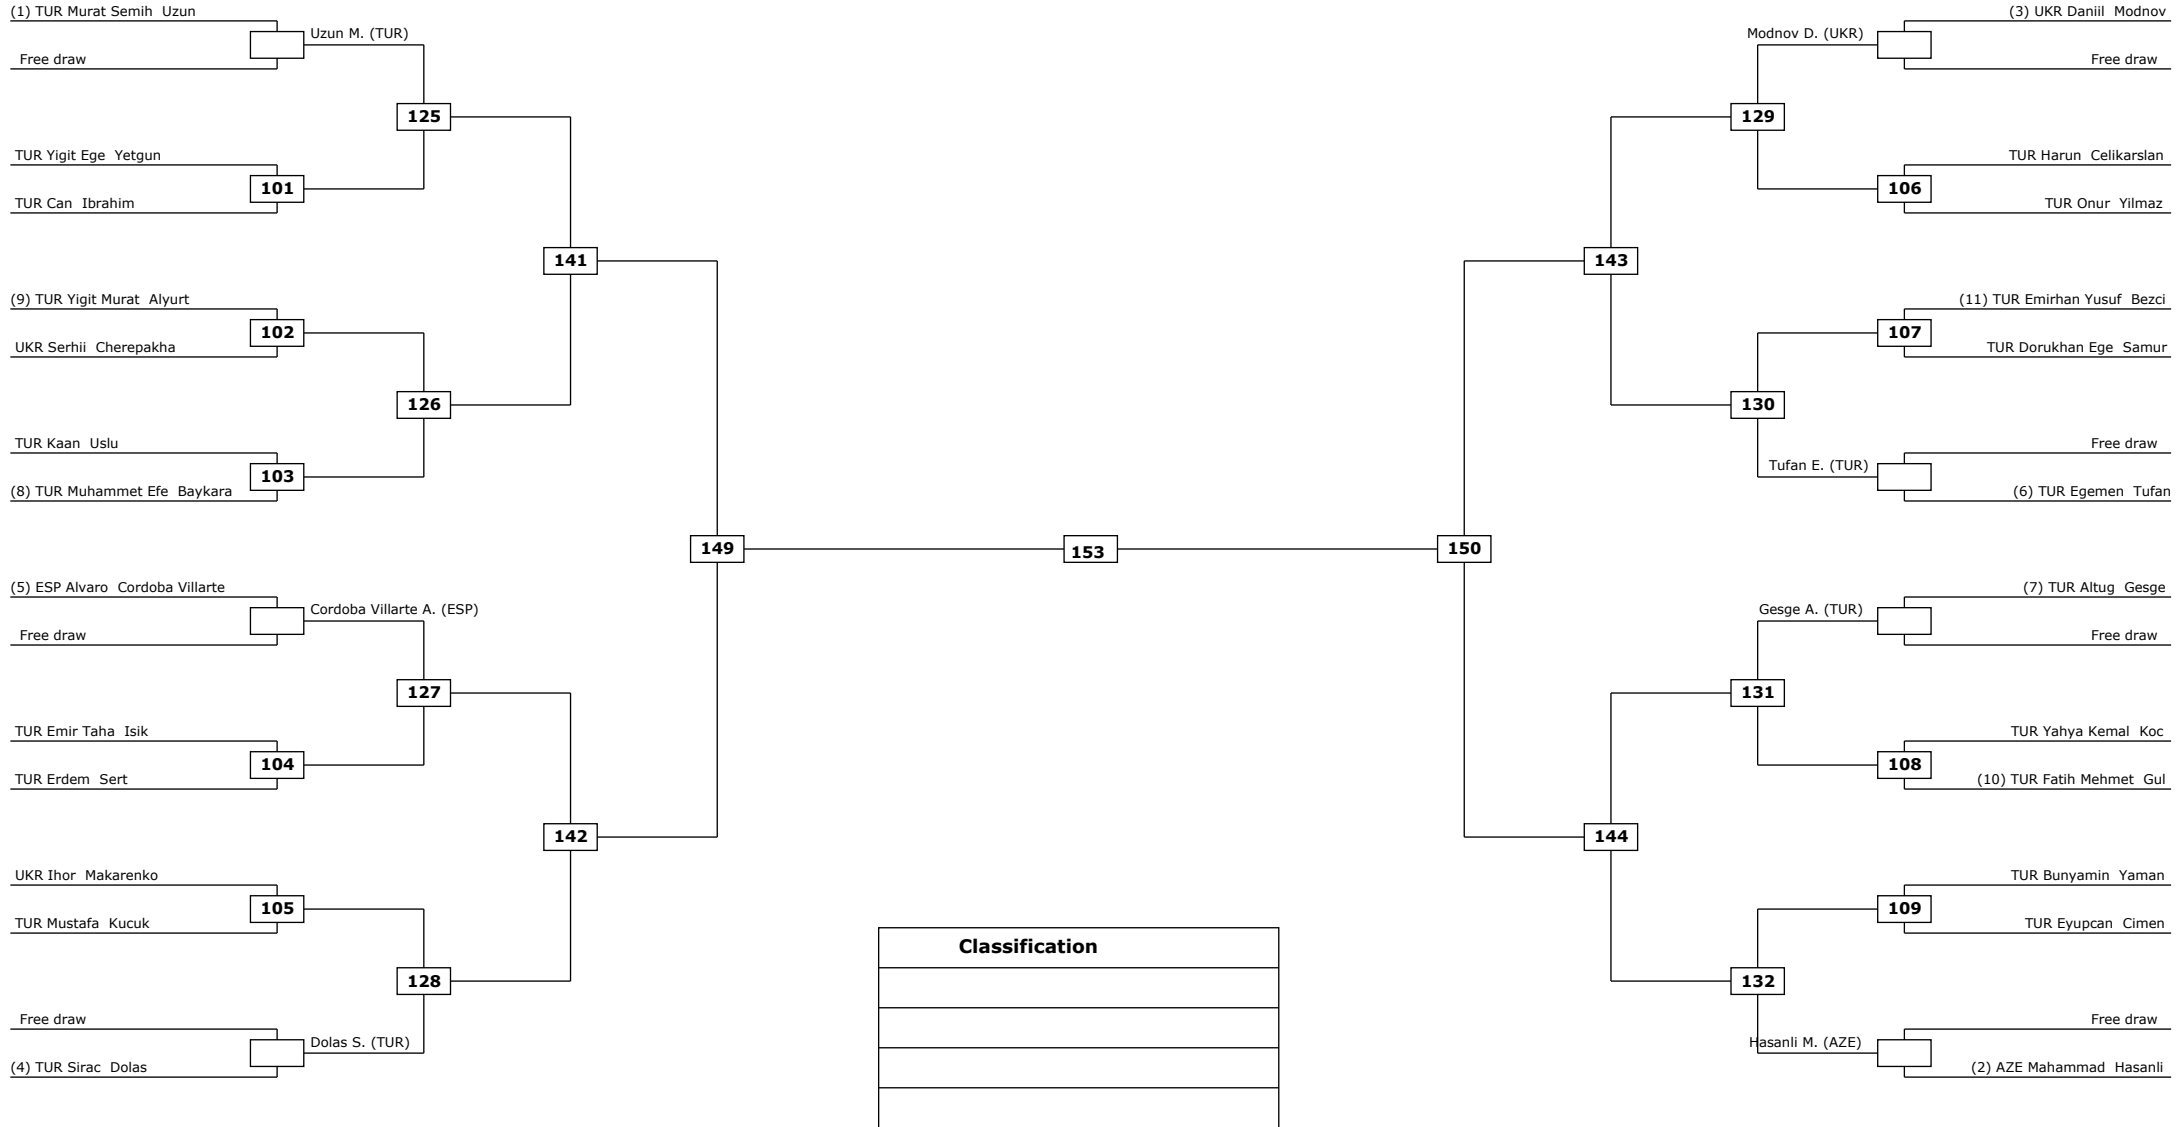 (1) TUR Murat Semih Uzun
Uzun M. (TUR)
Free draw
125
TUR Yigit Ege Yetgun
101
TUR Can Ibrahim
141
(9) TUR Yigit Murat Alyurt
102
UKR Serhii Cherepakha
126
TUR Kaan Uslu
103
(8) TUR Muhammet Efe Baykara
149
(5) ESP Alvaro Cordoba Villarte
Cordoba Villarte A. (ESP)
Free draw
127
TUR Emir Taha Isik
104
TUR Erdem Sert
142
UKR Ihor Makarenko
105
TUR Mustafa Kucuk
128
Free draw
Dolas S. (TUR)
(4) TUR Sirac Dolas
153
(3) UKR Daniil Modnov
Modnov D. (UKR)
Free draw
129
TUR Harun Celikarslan
106
TUR Onur Yilmaz
143
(11) TUR Emirhan Yusuf Bezci
107
TUR Dorukhan Ege Samur
130
Free draw
Tufan E. (TUR)
(6) TUR Egemen Tufan
150
(7) TUR Altug Gesge
Gesge A. (TUR)
Free draw
131
TUR Yahya Kemal Koc
108
(10) TUR Fatih Mehmet Gul
144
TUR Bunyamin Yaman
109
TUR Eyupcan Cimen
132
Free draw
Hasanli M. (AZE)
(2) AZE Mahammad Hasanli
Classification